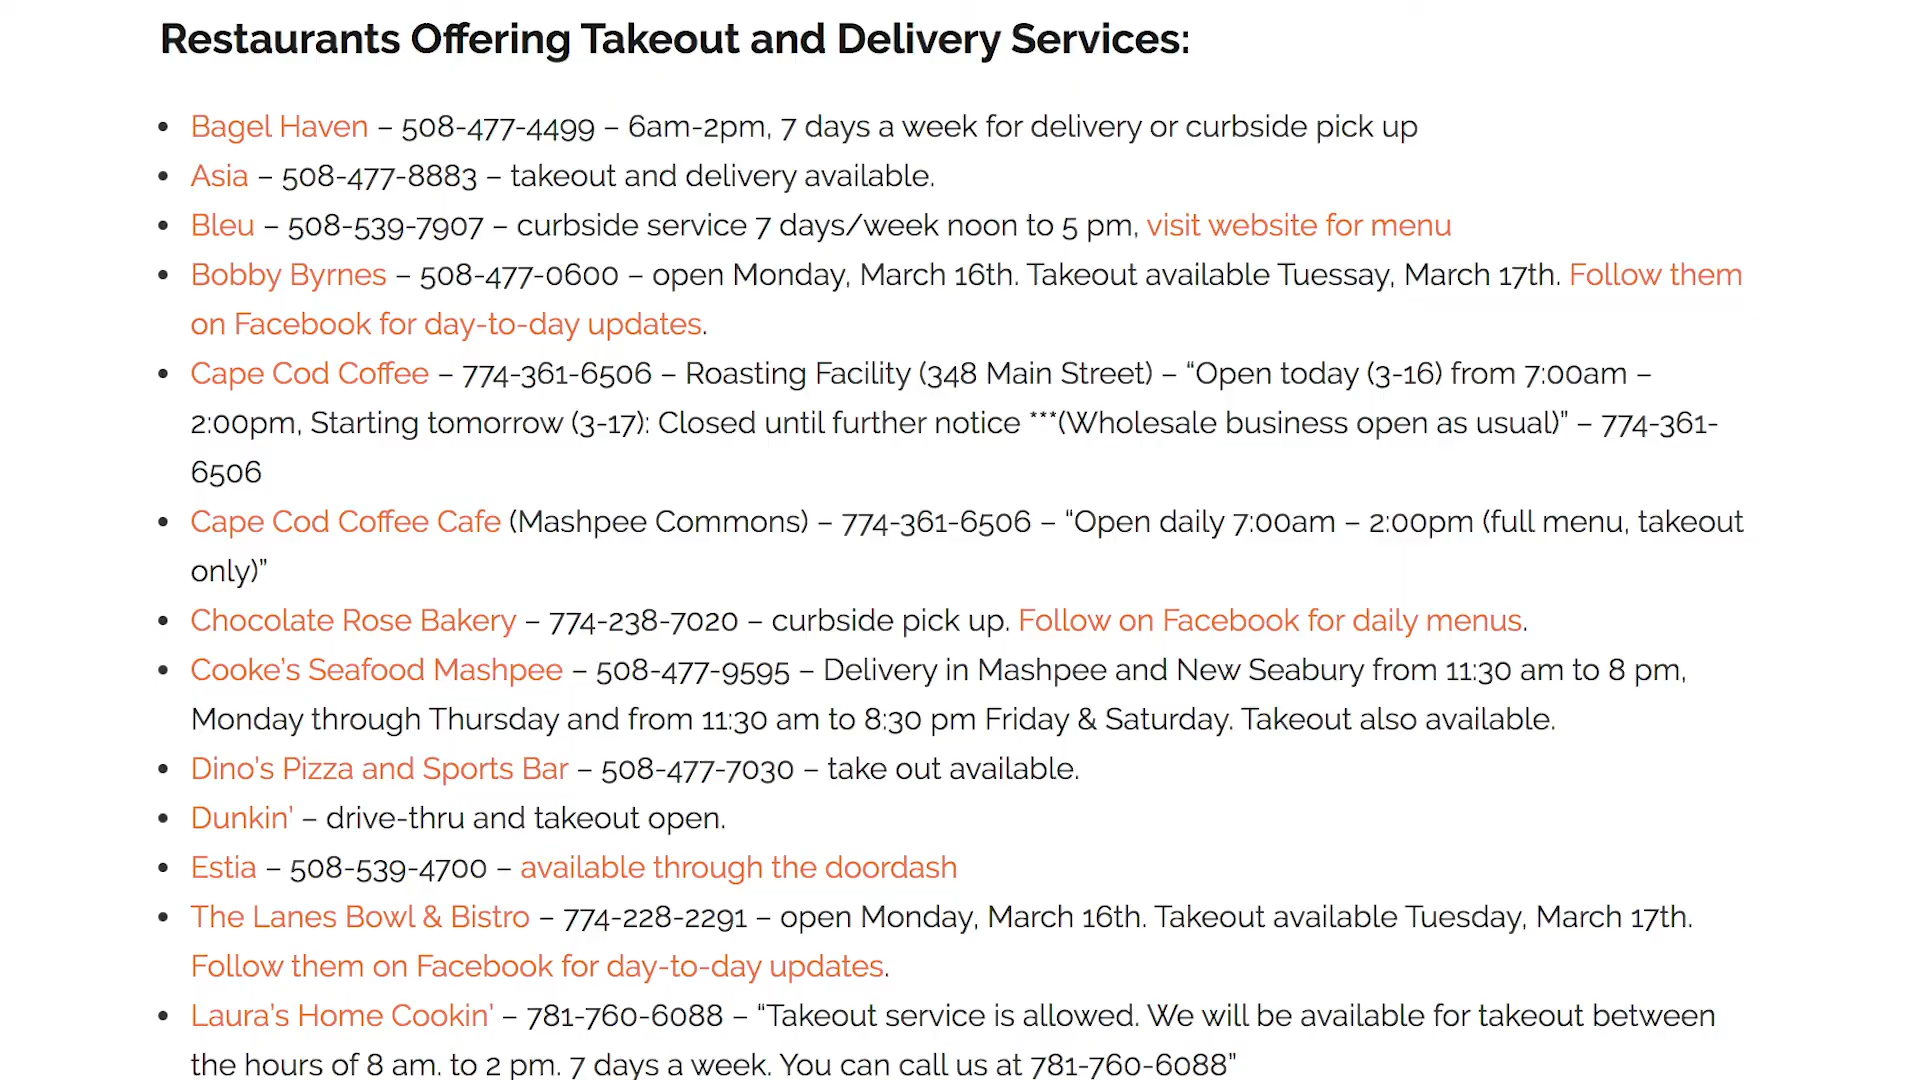 Restaurants Offering Takeout and Delivery Services:
• Bagel Haven – 508-477-4499 – 6am-2pm, 7 days a week for delivery or curbside pick up
• Asia – 508-477-8883 – takeout and delivery available.
• Bleu – 508-539-7907 – curbside service 7 days/week noon to 5 pm, visit website for menu
• Bobby Byrnes – 508-477-0600 – open Monday, March 16th. Takeout available Tuessay, March 17th. Follow them
on Facebook for day-to-day updates.
• Cape Cod Coffee – 774-361-6506 – Roasting Facility (348 Main Street) – “Open today (3-16) from 7:00am –
2:00pm, Starting tomorrow (3-17): Closed until further notice ***(Wholesale business open as usual)” – 774-361-
6506
• Cape Cod Coffee Cafe (Mashpee Commons) – 774-361-6506 – “Open daily 7:00am – 2:00pm (full menu, takeout
only)”
• Chocolate Rose Bakery – 774-238-7020 – curbside pick up. Follow on Facebook for daily menus.
• Cooke’s Seafood Mashpee – 508-477-9595 – Delivery in Mashpee and New Seabury from 11:30 am to 8 pm,
Monday through Thursday and from 11:30 am to 8:30 pm Friday & Saturday. Takeout also available.
• Dino’s Pizza and Sports Bar – 508-477-7030 – take out available.
• Dunkin’ – drive-thru and takeout open.
• Estia – 508-539-4700 – available through the doordash
• The Lanes Bowl & Bistro – 774-228-2291 – open Monday, March 16th. Takeout available Tuesday, March 17th.
Follow them on Facebook for day-to-day updates.
• Laura’s Home Cookin’ – 781-760-6088 – “Takeout service is allowed. We will be available for takeout between
the hours of 8 am. to 2 pm. 7 days a week. You can call us at 781-760-6088”